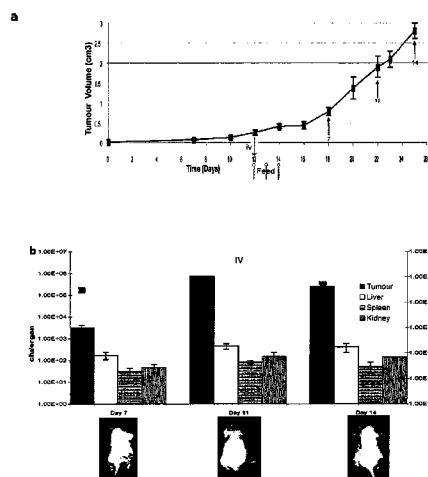 a
Tumour Volume (cm3)
3
2.5
2
1.5
1
0.5
0
0 2 4 6 8 10 12 14 16 18 20 22 24 26
Time (Days)
iv
Feed
7
11
14
b
IV
1.00E+07
1.00E+06
1.00E+05
1.00E+04
1.00E+03
1.00E+02
1.00E+01
1.00E+00
Tumour
Liver
Spleen
Kidney
Day 7
Day 11
Day 14